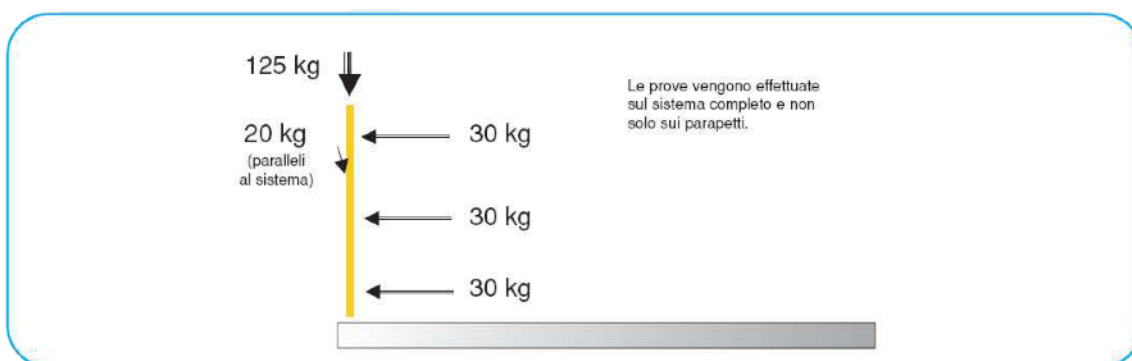 125 kg
Le prove vengono effettuate
sul sistema completo e non
solo sui parapetti.
20 kg
(paralleli
al sistema)
30 kg
30 kg
30 kg